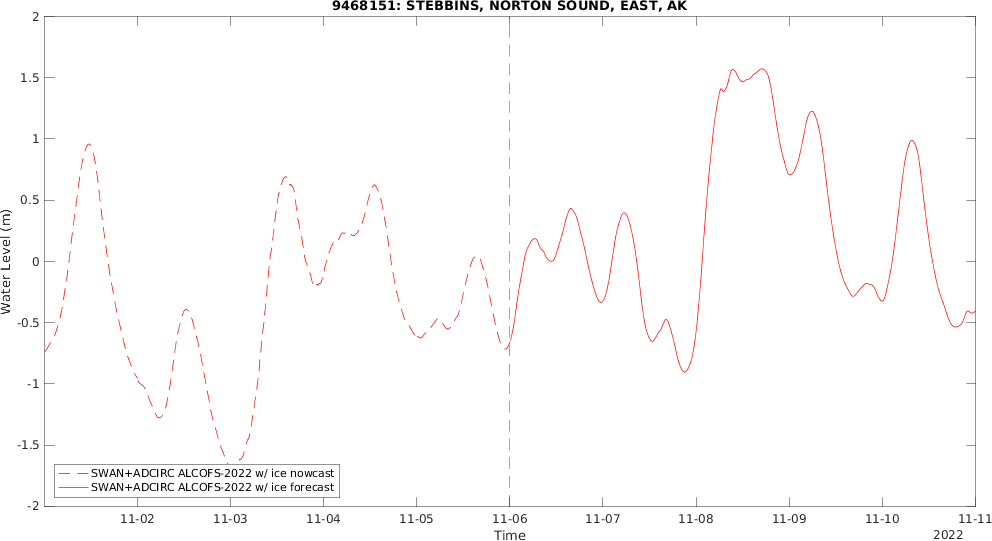 9468151: STEBBINS, NORTON SOUND, EAST, AK
Water Level (m)
2
1.5
1
0.5
0
-0.5
-1
-1.5
-2
SWAN+ADCIRC ALCOFS-2022 w/ ice nowcast
SWAN+ADCIRC ALCOFS-2022 w/ ice forecast
11-02 11-03 11-04 11-05 11-06 11-07 11-08 11-09 11-10 11-11
Time
2022